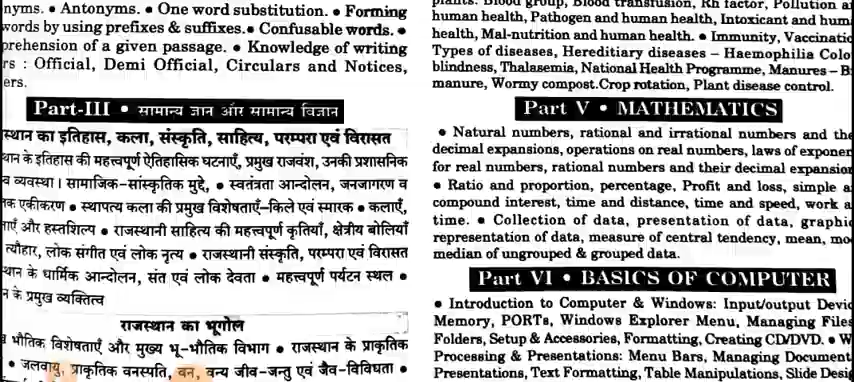 nyms. • Antonyms. • One word substitution. • Forming
words by using prefixes & suffixes.• Confusable words. •
prehension of a given passage. • Knowledge of writing
rs : Official, Demi Official, Circulars and Notices,
ers.
Part-III • सामान्य ज्ञान और सामान्य विज्ञान
स्थान का इतिहास, कला, संस्कृति, साहित्य, परम्परा एवं विरासत
थान के इतिहास की महत्वपूर्ण ऐतिहासिक घटनाएँ, प्रमुख राजवंश, उनकी प्रशासनिक
व व्यवस्था। सामाजिक-सांस्कृतिक मुद्दे, • स्वतंत्रता आन्दोलन, जनजागरण व
तक एकीकरण • स्थापत्य कला की प्रमुख विशेषताएँ–किले एवं स्मारक • कलाएँ,
ताएँ और हस्तशिल्प • राजस्थानी साहित्य की महत्वपूर्ण कृतियाँ, क्षेत्रीय बोलियाँ
त्यौहार, लोक संगीत एवं लोक नृत्य • राजस्थानी संस्कृति, परम्परा एवं विरासत
थान के धार्मिक आन्दोलन, संत एवं लोक देवता • महत्वपूर्ण पर्यटन स्थल •
न के प्रमुख व्यक्तित्व
राजस्थान का भूगोल
भौतिक विशेषताएँ और मुख्य भू-भौतिक विभाग • राजस्थान के प्राकृतिक
• जलवायु, प्राकृतिक वनस्पति, वन, वन्य जीव-जन्तु एवं जैव-विविधता •
plants. Blood group, Blood transfusion, Rh factor, Pollution a
human health, Pathogen and human health, Intoxicant and hum
health, Mal-nutrition and human health. • Immunity, Vaccinatio
Types of diseases, Hereditary diseases – Haemophilia Colo
blindness, Thalasemia, National Health Programme, Manures – B
manure, Wormy compost.Crop rotation, Plant disease control.
Part V • MATHEMATICS
• Natural numbers, rational and irrational numbers and the
decimal expansions, operations on real numbers, laws of exponen
for real numbers, rational numbers and their decimal expansion
• Ratio and proportion, percentage, Profit and loss, simple a
compound interest, time and distance, time and speed, work a
time. • Collection of data, presentation of data, graphic
representation of data, measure of central tendency, mean, mo
median of ungrouped & grouped data.
Part VI • BASICS OF COMPUTER
• Introduction to Computer & Windows: Input/output Devic
Memory, PORTs, Windows Explorer Menu, Managing Files
Folders, Setup & Accessories, Formatting, Creating CD/DVD. • W
Processing & Presentations: Menu Bars, Managing Document
Presentations, Text Formatting, Table Manipulations, Slide Desig